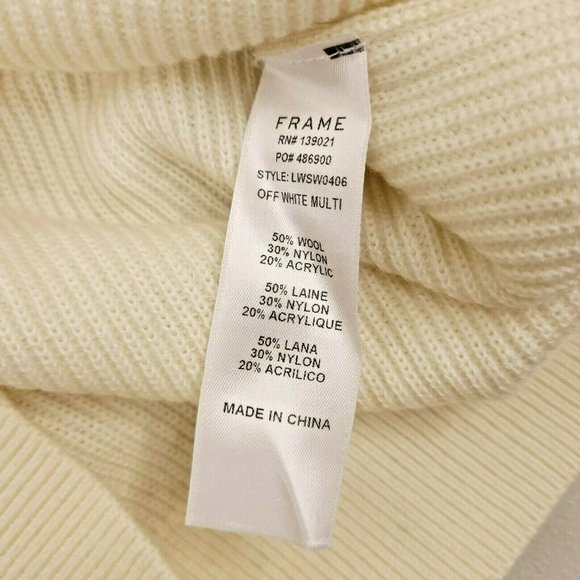 FRAME
RN# 139021
PO# 486900
STYLE: LWSW0406
OFF WHITE MULTI
50% WOOL
30% NYLON
20% ACRYLIC
50% LAINE
30% NYLON
20% ACRYLIQUE
50% LANA
30% NYLON
20% ACRILICO
MADE IN CHINA